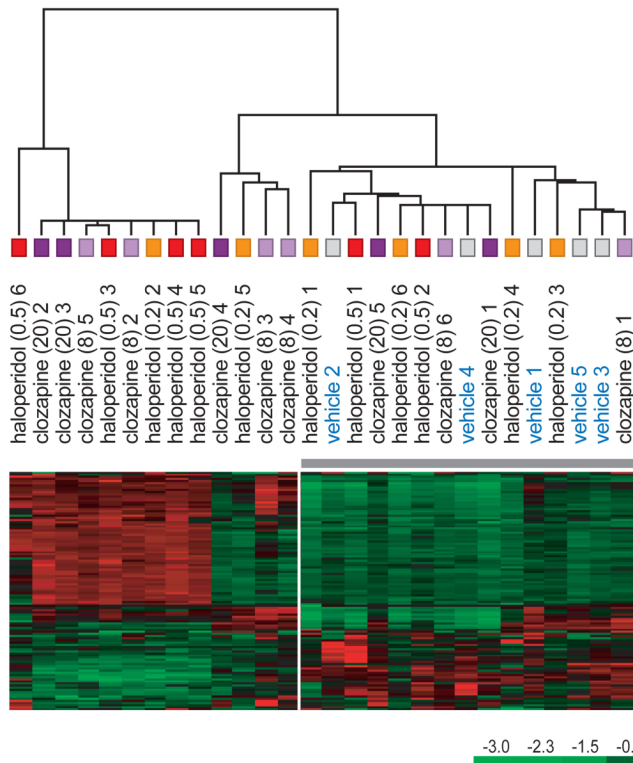 haloperidol (0.5) 6
clozzapine (20) 2
clozapine (20) 3
clozapine (8) 5
haloperidol (0.5) 3
clozapine (8) 2
haloperidol (0.2) 2
haloperidol (0.5) 4
haloperidol (0.5) 5
clozapine (20) 4
haloperidol (0.2) 5
clozapine (8) 3
clozapine (8) 4
haloperidol (0.2) 1
vehicle 2
haloperidol (0.5) 1
clozapine (20) 5
haloperidol (0.2) 6
haloperidol (0.5) 2
clozapine (8) 6
vehicle 4
clozapine (20) 1
haloperidol (0.2) 4
vehicle 1
haloperidol (0.2) 3
vehicle 5
vehicle 3
clozapine (8) 1
-3.0 -2.3 -1.5 -0.